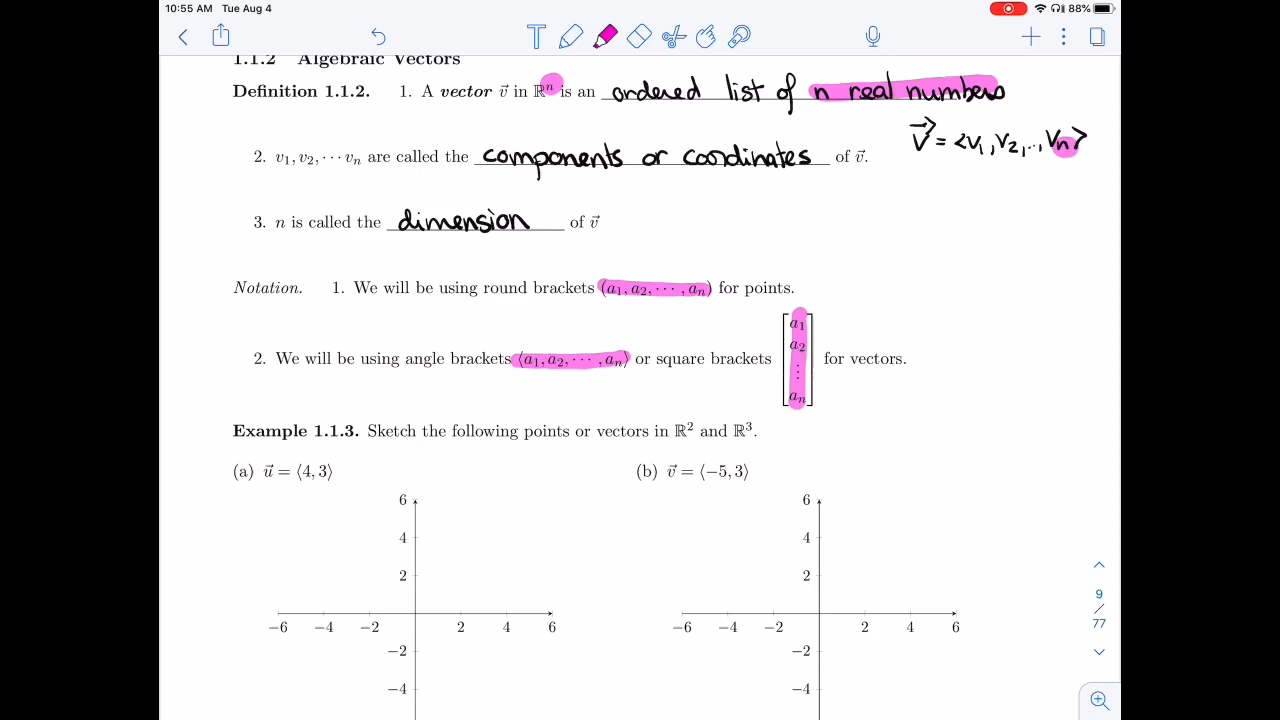 10:55 AM Tue Aug 4
88%
1.1.2 Algebraic Vectors
Definition 1.1.2. 1. A vector v⃗ in ℝⁿ is an ordered list of n real numbers
v⃗ = <v₁, v₂, ..., vₙ>
2. v₁, v₂, ⋯ vₙ are called the components or coordinates of v⃗.
3. n is called the dimension of v⃗
Notation. 1. We will be using round brackets (a₁, a₂, ⋯ , aₙ) for points.
2. We will be using angle brackets ⟨a₁, a₂, ⋯ , aₙ⟩ or square brackets [a₁ a₂ ⋮ aₙ] for vectors.
Example 1.1.3. Sketch the following points or vectors in ℝ² and ℝ³.
(a) u⃗ = ⟨4, 3⟩ (b) v⃗ = ⟨−5, 3⟩
6 6
4 4
2 2
−6 −4 −2 2 4 6 −6 −4 −2 2 4 6
−2 −2
−4 −4
9
/
77